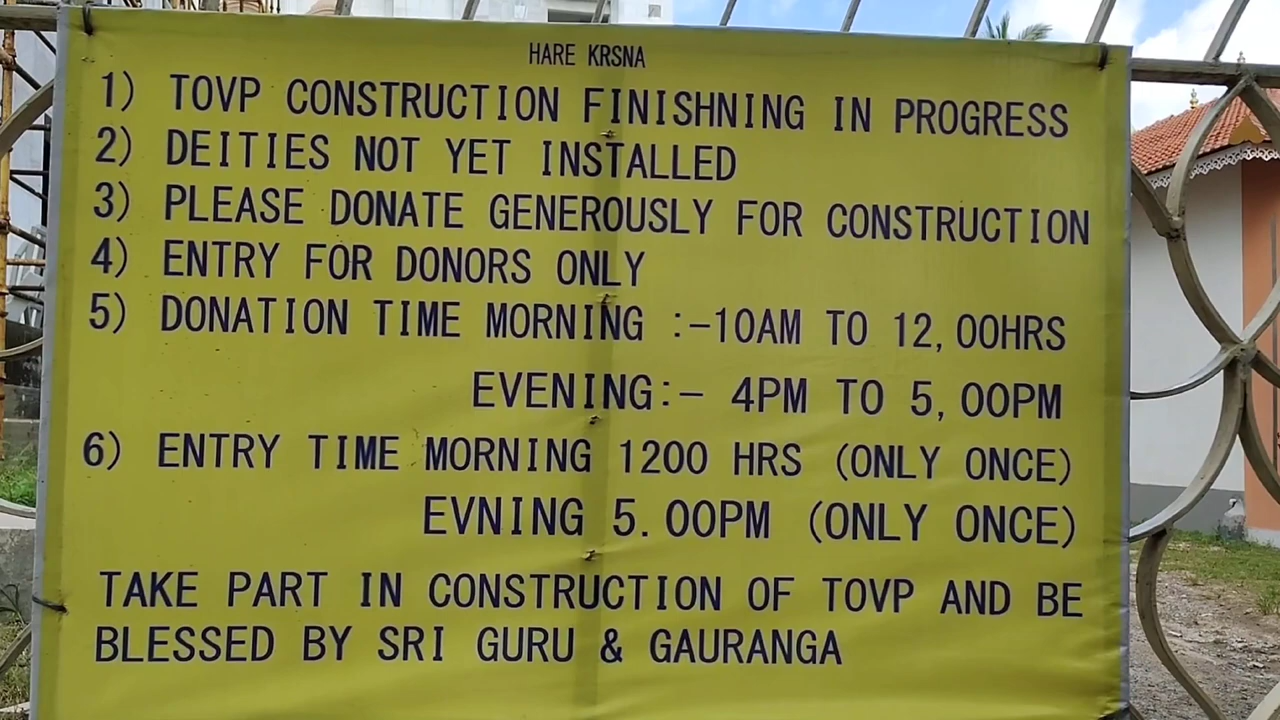 HARE KRSNA
1) TOVP CONSTRUCTION FINISHNING IN PROGRESS
2) DEITIES NOT YET INSTALLED
3) PLEASE DONATE GENEROUSLY FOR CONSTRUCTION
4) ENTRY FOR DONORS ONLY
5) DONATION TIME MORNING :-10AM TO 12,00HRS
EVENING:- 4PM TO 5,00PM
6) ENTRY TIME MORNING 1200 HRS (ONLY ONCE)
EVNING 5.00PM (ONLY ONCE)
TAKE PART IN CONSTRUCTION OF TOVP AND BE
BLESSED BY SRI GURU & GAURANGA